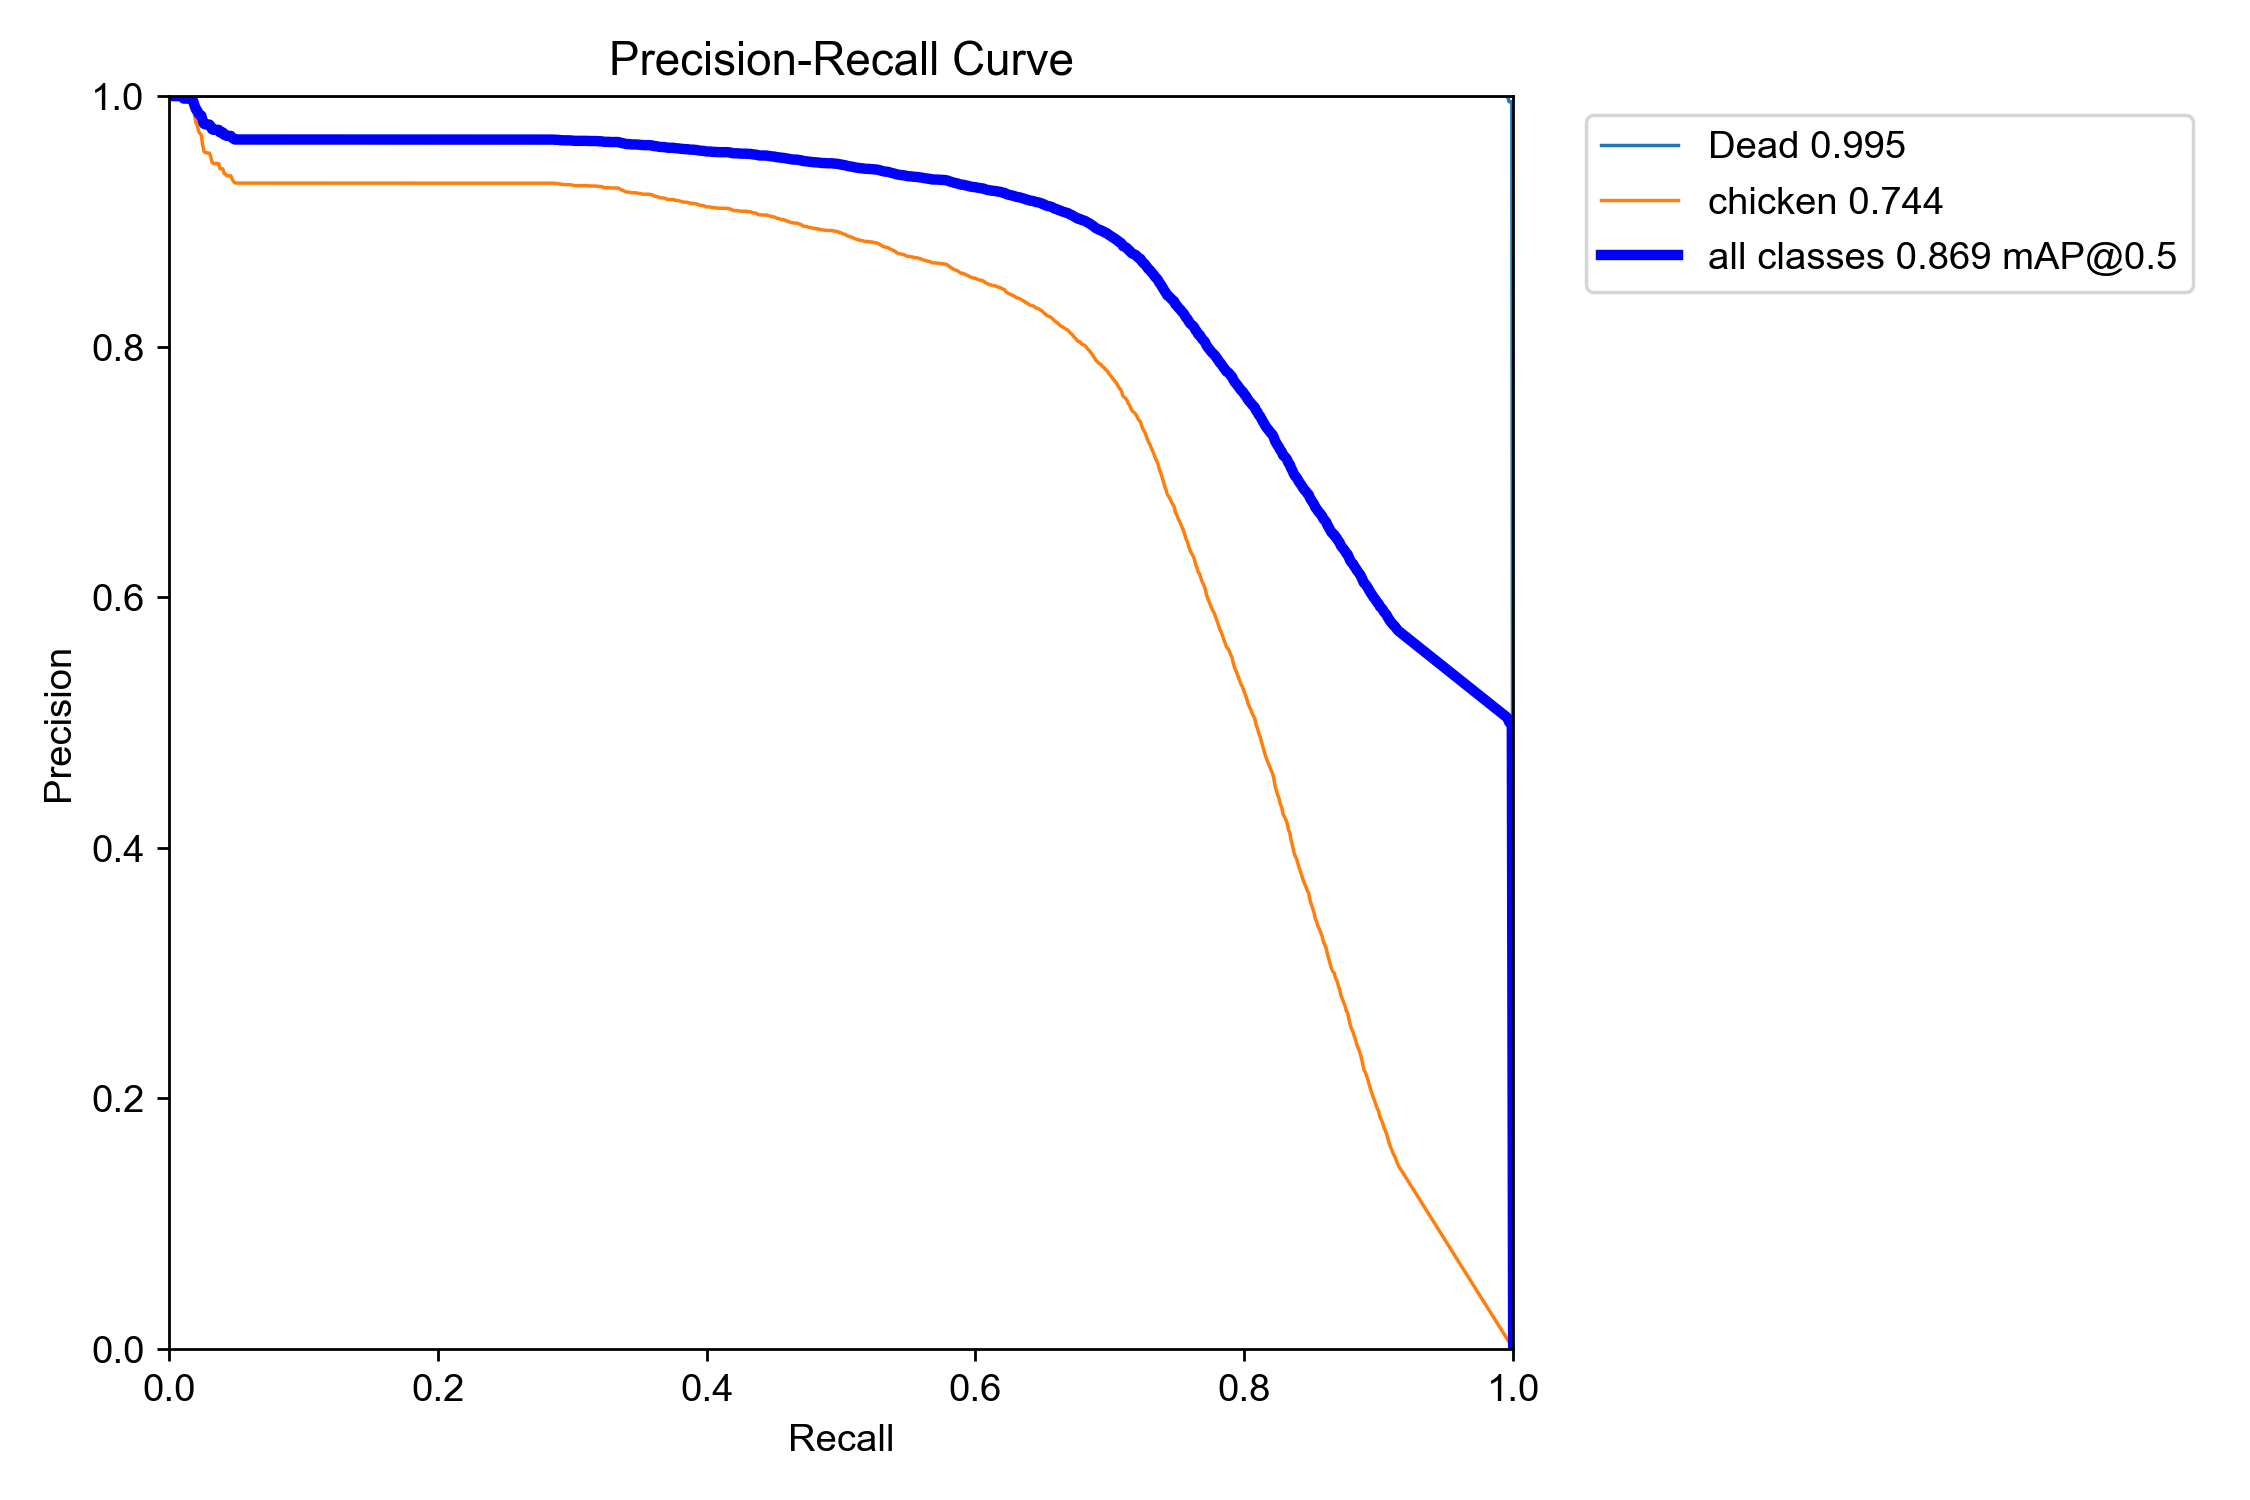 Precision-Recall Curve
1.0
0.8
0.6
0.4
0.2
0.0
Precision
0.0 0.2 0.4 0.6 0.8 1.0
Recall
Dead 0.995
chicken 0.744
all classes 0.869 mAP@0.5